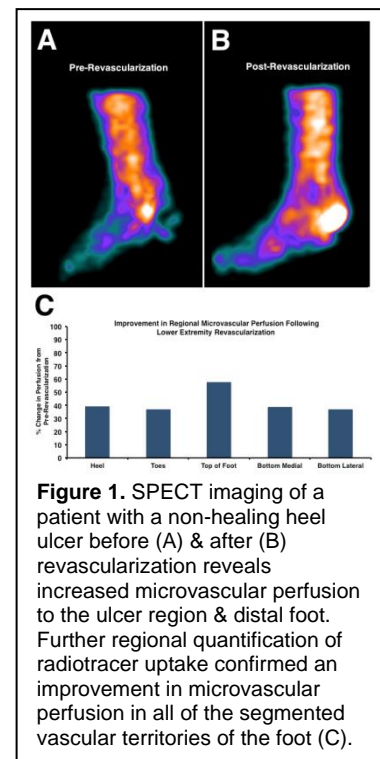 A
B
Pre-Revascularization
Post-Revascularization
C
Improvement in Regional Microvascular Perfusion Following
Lower Extremity Revascularization
% Change in Perfusion from
Pre-Revascularization
100
90
80
70
60
50
40
30
20
10
0
Heel
Toes
Top of Foot
Bottom Medial
Bottom Lateral
Figure 1. SPECT imaging of a
patient with a non-healing heel
ulcer before (A) & after (B)
revascularization reveals
increased microvascular perfusion
to the ulcer region & distal foot.
Further regional quantification of
radiotracer uptake confirmed an
improvement in microvascular
perfusion in all of the segmented
vascular territories of the foot (C).